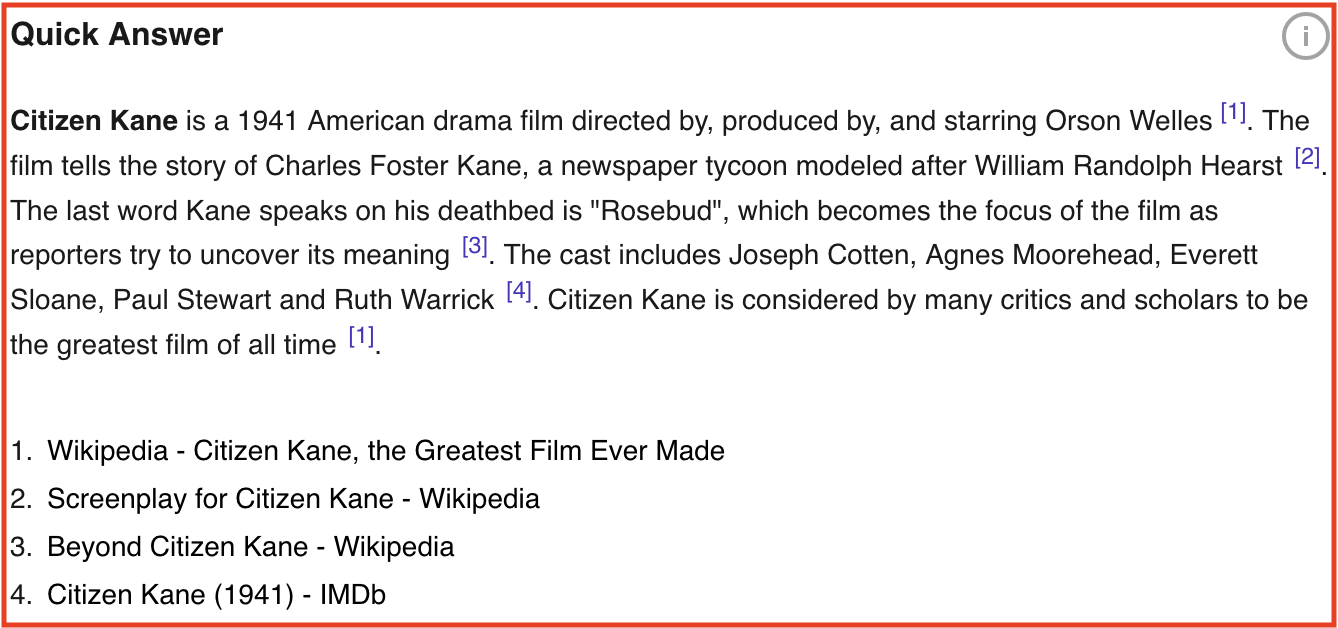 Quick Answer
i
Citizen Kane is a 1941 American drama film directed by, produced by, and starring Orson Welles [1]. The
film tells the story of Charles Foster Kane, a newspaper tycoon modeled after William Randolph Hearst [2].
The last word Kane speaks on his deathbed is "Rosebud", which becomes the focus of the film as
reporters try to uncover its meaning [3]. The cast includes Joseph Cotten, Agnes Moorehead, Everett
Sloane, Paul Stewart and Ruth Warrick [4]. Citizen Kane is considered by many critics and scholars to be
the greatest film of all time [1].
1. Wikipedia - Citizen Kane, the Greatest Film Ever Made
2. Screenplay for Citizen Kane - Wikipedia
3. Beyond Citizen Kane - Wikipedia
4. Citizen Kane (1941) - IMDb